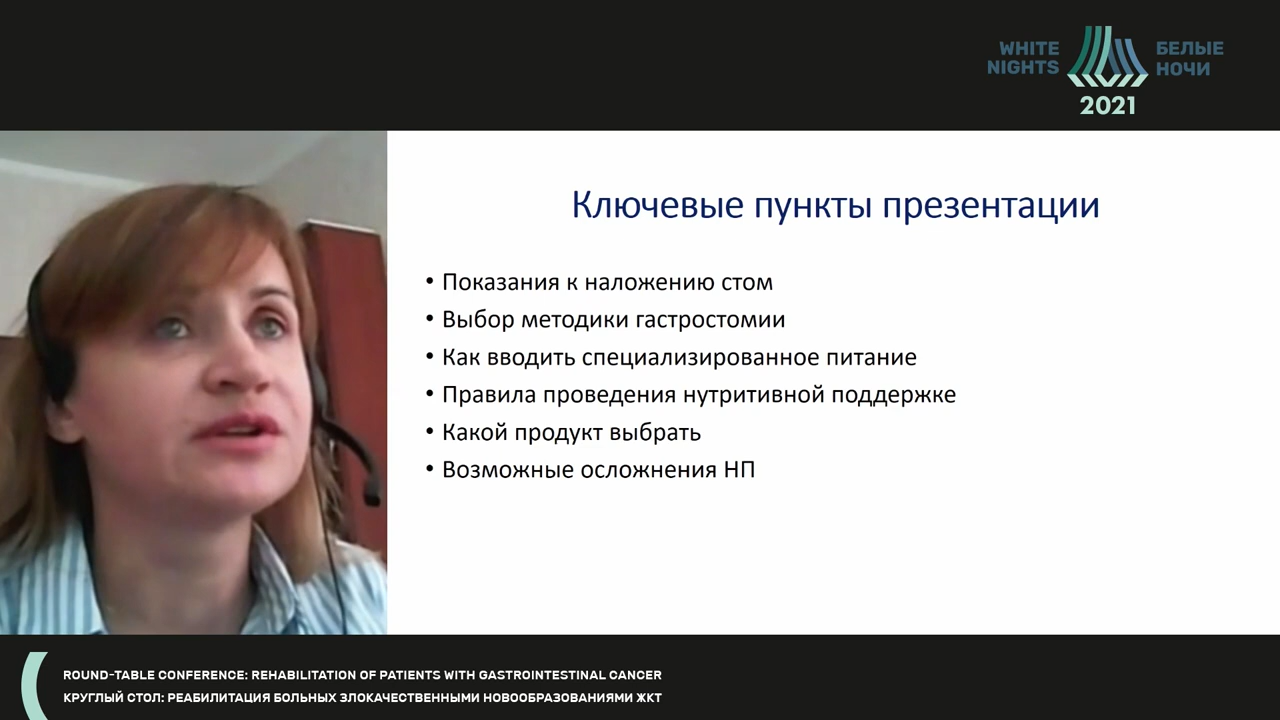 WHITE
NIGHTS
БЕЛЫЕ
НОЧИ
2021
Ключевые пункты презентации
• Показания к наложению стом
• Выбор методики гастростомии
• Как вводить специализированное питание
• Правила проведения нутритивной поддержке
• Какой продукт выбрать
• Возможные осложнения НП
ROUND-TABLE CONFERENCE: REHABILITATION OF PATIENTS WITH GASTROINTESTINAL CANCER
КРУГЛЫЙ СТОЛ: РЕАБИЛИТАЦИЯ БОЛЬНЫХ ЗЛОКАЧЕСТВЕННЫМИ НОВООБРАЗОВАНИЯМИ ЖКТ